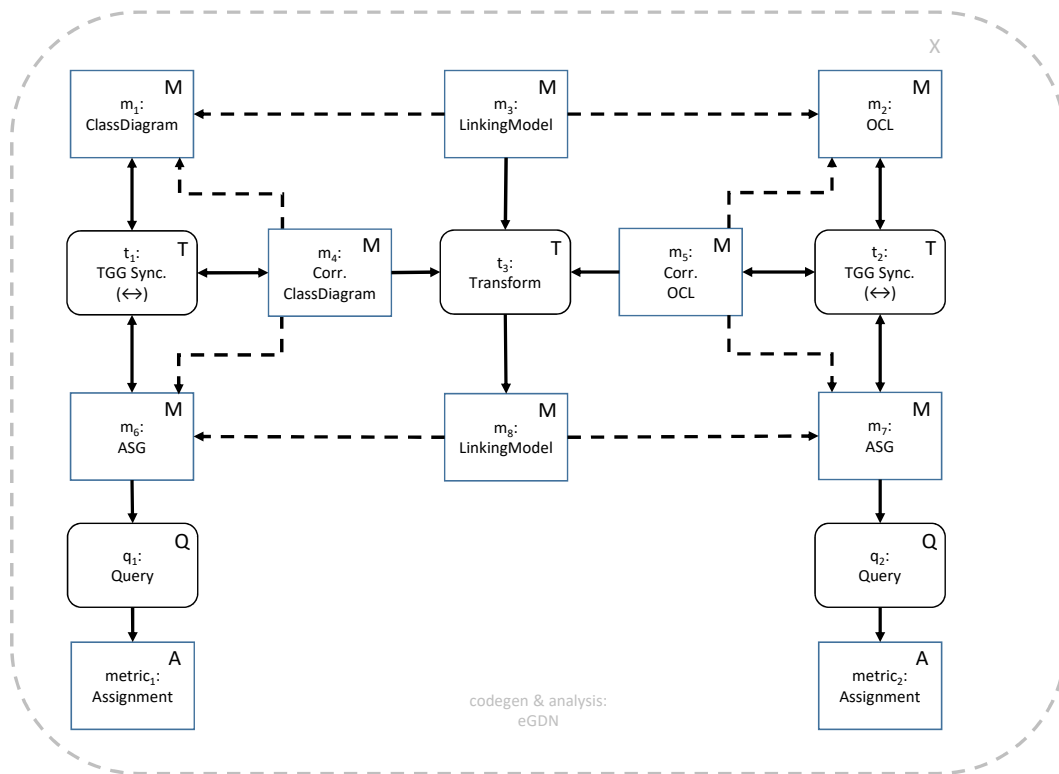 X
M
m₁:
ClassDiagram
M
m₃:
LinkingModel
M
m₂:
OCL
T
t₁:
TGG Sync.
(↔)
M
m₄:
Corr.
ClassDiagram
T
t₃:
Transform
M
m₅:
Corr.
OCL
T
t₂:
TGG Sync.
(↔)
M
m₆:
ASG
M
m₈:
LinkingModel
M
m₇:
ASG
Q
q₁:
Query
Q
q₂:
Query
A
metric₁:
Assignment
A
metric₂:
Assignment
codegen & analysis:
eGDN